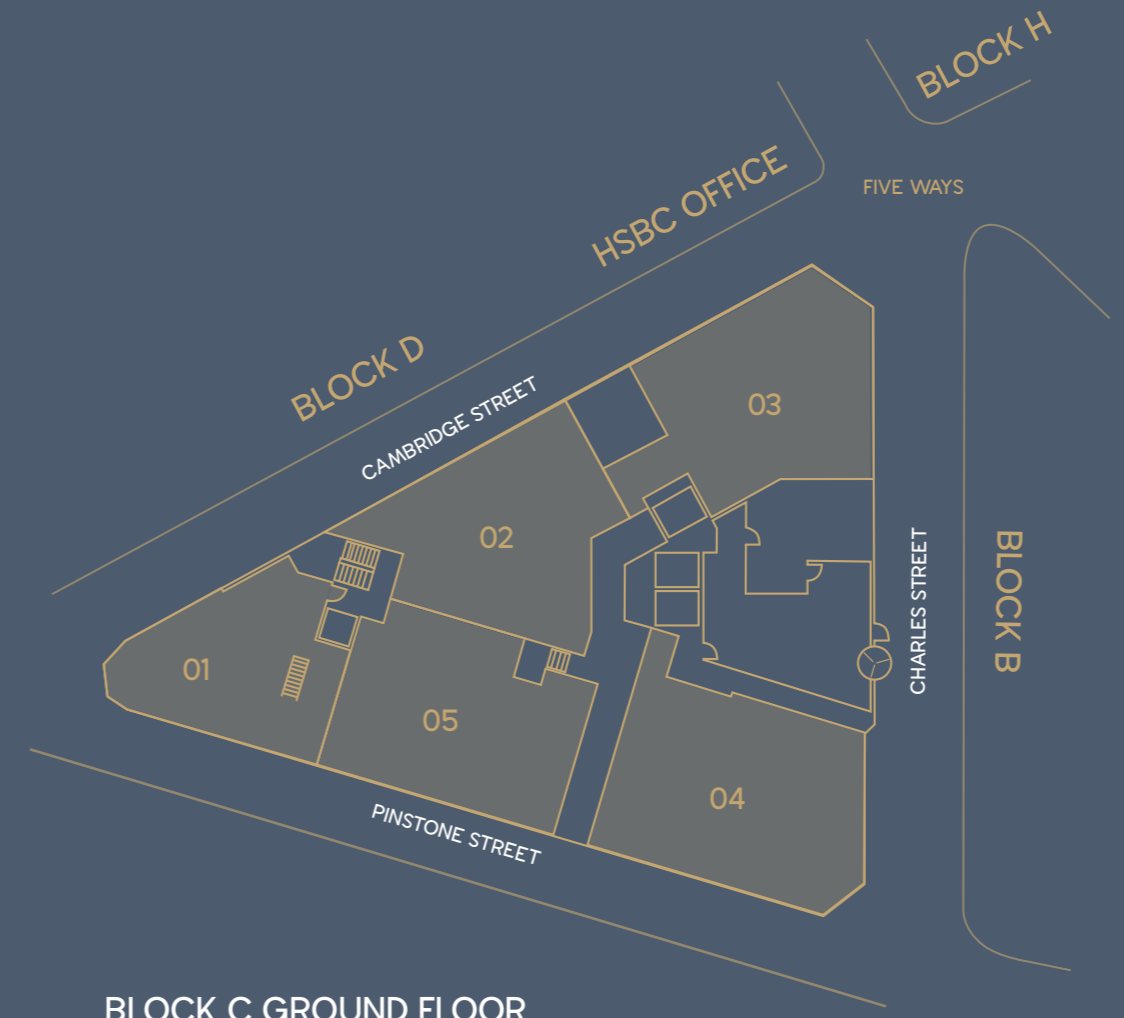 BLOCK H
HSBC OFFICE
FIVE WAYS
BLOCK D
CAMBRIDGE STREET
03
02
CHARLES STREET
BLOCK B
01
05
04
PINSTONE STREET
BLOCK C GROUND FLOOR